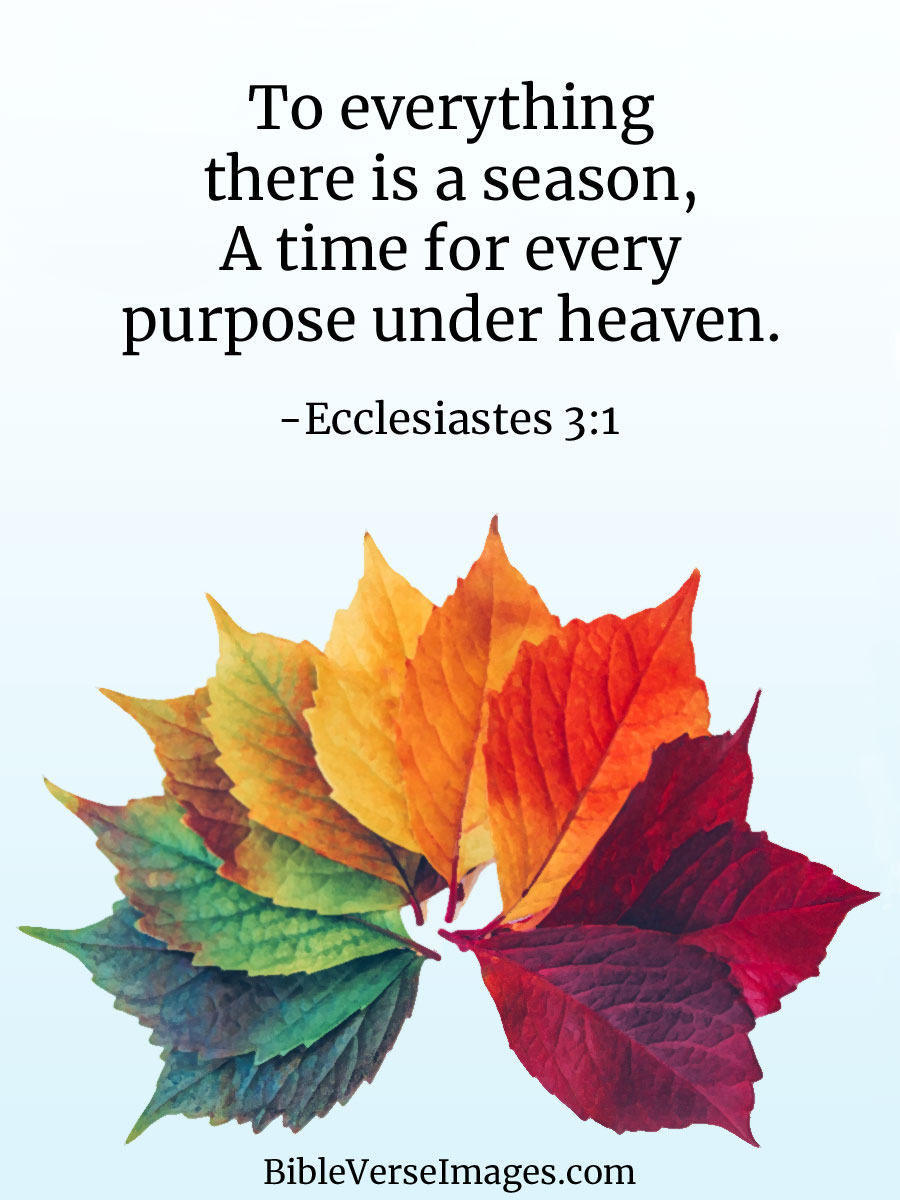 To everything
there is a season,
A time for every
purpose under heaven.
-Ecclesiastes 3:1
BibleVerseImages.com